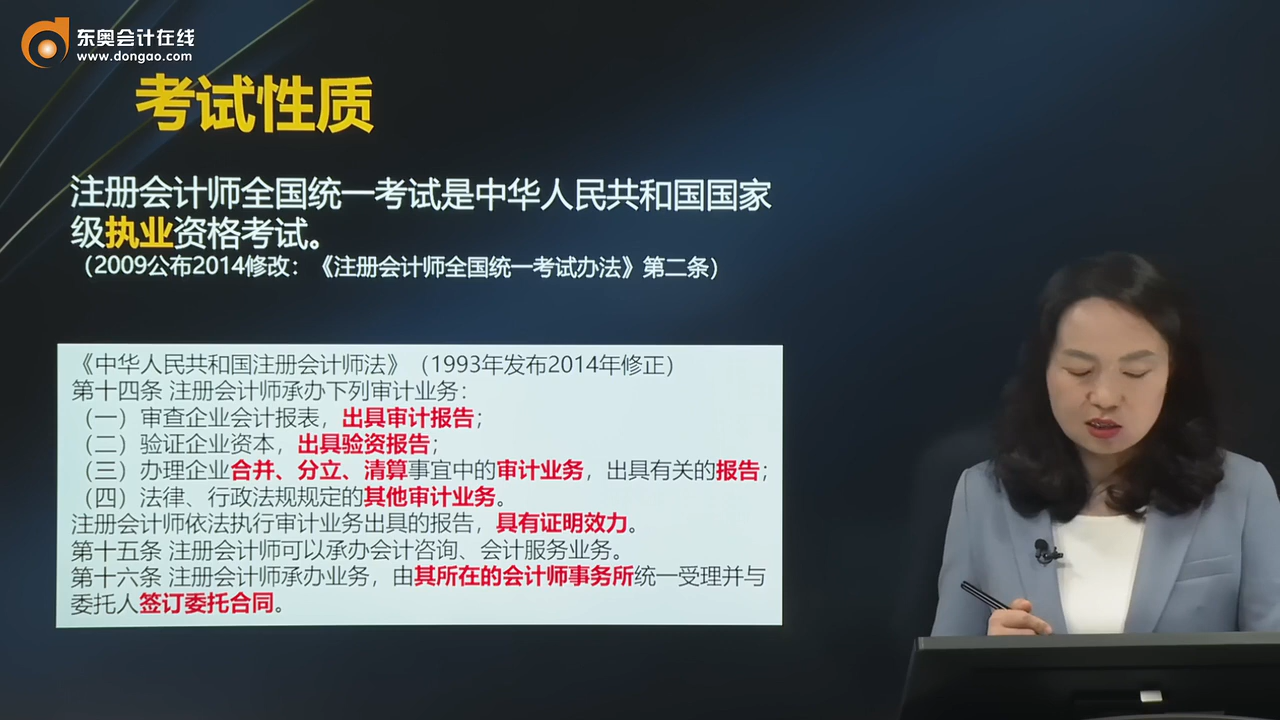 东奥会计在线
www.dongao.com
考试性质
注册会计师全国统一考试是中华人民共和国国家
级执业资格考试。
（2009公布2014修改：《注册会计师全国统一考试办法》第二条）
《中华人民共和国注册会计师法》（1993年发布2014年修正）
第十四条 注册会计师承办下列审计业务：
（一）审查企业会计报表，出具审计报告；
（二）验证企业资本，出具验资报告；
（三）办理企业合并、分立、清算事宜中的审计业务，出具有关的报告；
（四）法律、行政法规规定的其他审计业务。
注册会计师依法执行审计业务出具的报告，具有证明效力。
第十五条 注册会计师可以承办会计咨询、会计服务业务。
第十六条 注册会计师承办业务，由其所在的会计师事务所统一受理并与
委托人签订委托合同。